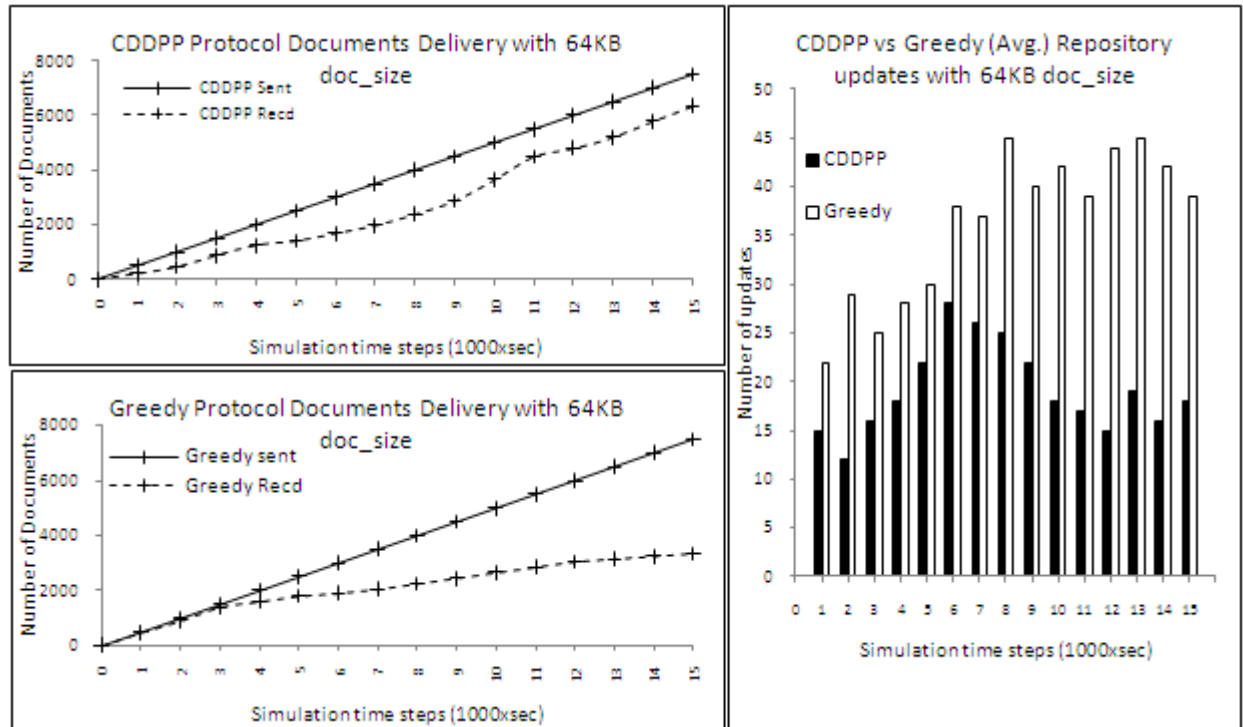 CDDPP Protocol Documents Delivery with 64KB
doc_size
CDDPP Sent
CDDPP Recd
Number of Documents
8000
6000
4000
2000
0
0 1 2 3 4 5 6 7 8 9 10 11 12 13 14 15
Simulation time steps (1000xsec)
Greedy Protocol Documents Delivery with 64KB
doc_size
Greedy sent
Greedy Recd
Number of Documents
8000
6000
4000
2000
0
0 1 2 3 4 5 6 7 8 9 10 11 12 13 14 15
Simulation time steps (1000xsec)
CDDPP vs Greedy (Avg.) Repository
updates with 64KB doc_size
CDDPP
Greedy
Number of updates
50
45
40
35
30
25
20
15
10
5
0
0 1 2 3 4 5 6 7 8 9 10 11 12 13 14 15
Simulation time steps (1000xsec)